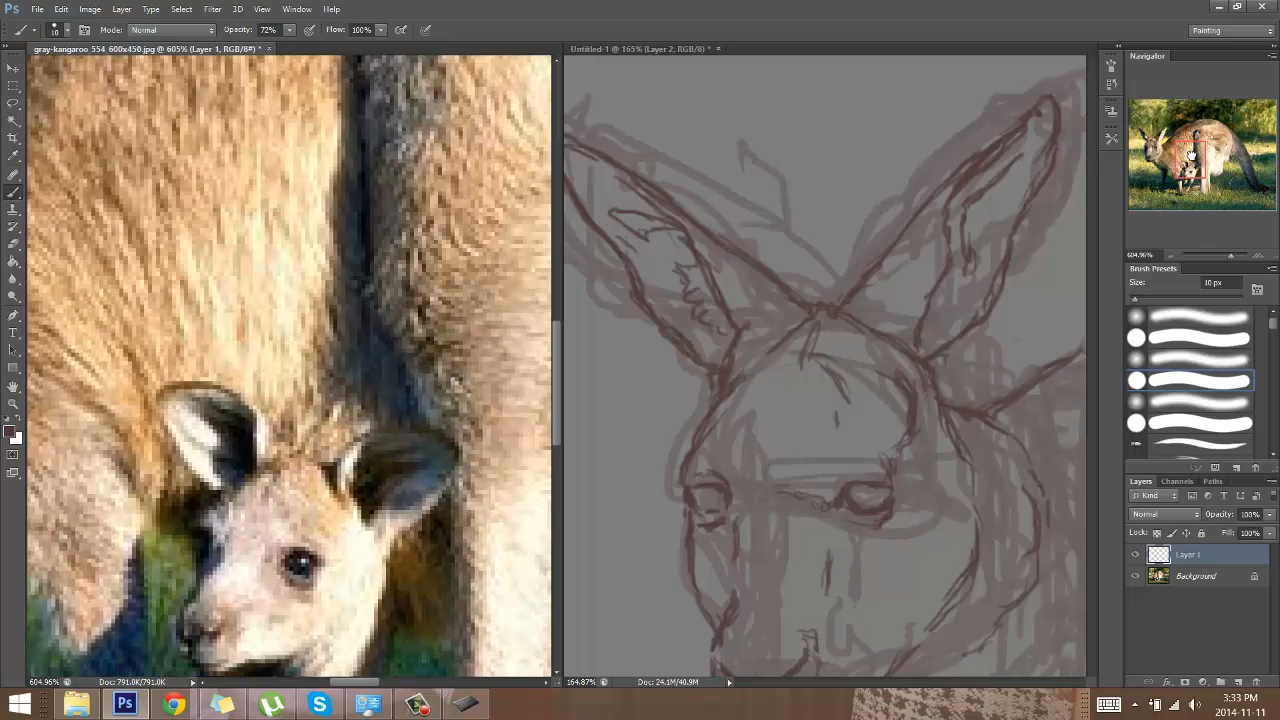 Ps File Edit Image Layer Type Select Filter 3D View Window Help
10 Mode: Normal Opacity: 72% Flow: 100% Painting
gray-kangaroo_554_600x450.jpg @ 605% (Layer 1, RGB/8#) * ×
Untitled-1 @ 165% (Layer 2, RGB/8) * ×
Navigator
604.96%
Brush Presets
Size: 10 px
Layers Channels Paths
Kind
Normal Opacity: 100%
Lock: Fill: 100%
Layer 1
Background
604.96% Doc: 791.0K/791.0K
164.87% Doc: 24.1M/40.9M
Ps
3:33 PM
2014-11-11